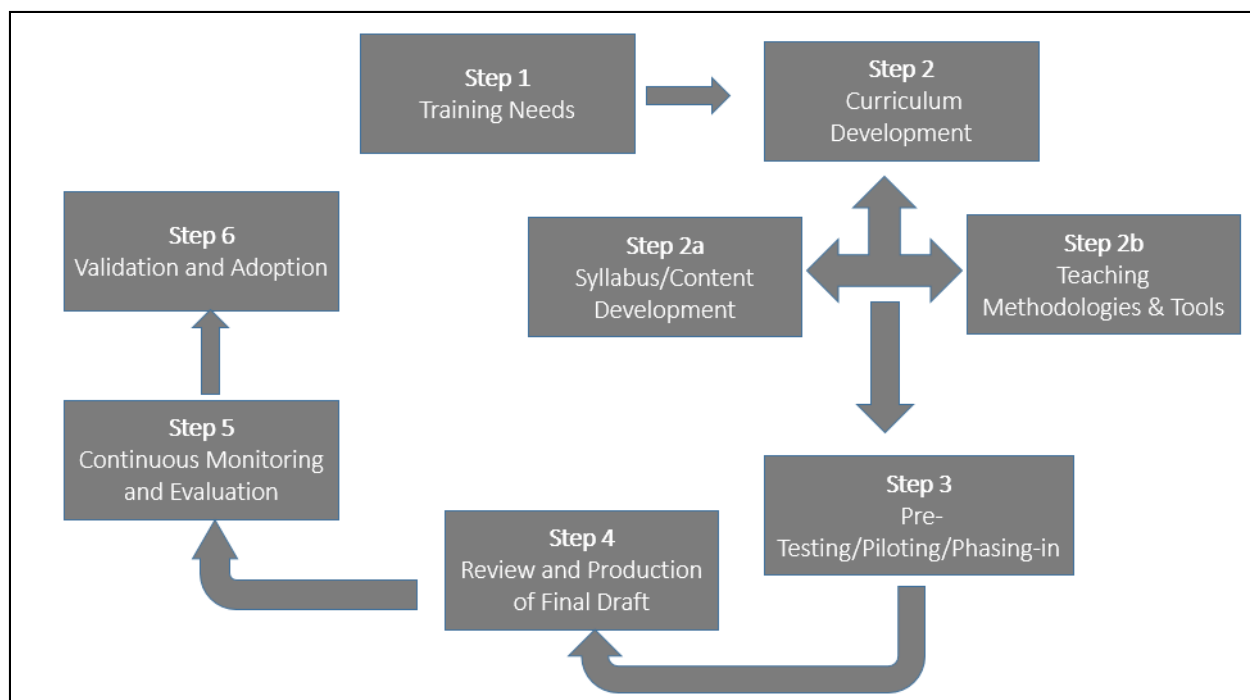 Step 1
Training Needs
Step 2
Curriculum
Development
Step 2a
Syllabus/Content
Development
Step 2b
Teaching
Methodologies & Tools
Step 3
Pre-
Testing/Piloting/Phasing-in
Step 4
Review and Production
of Final Draft
Step 5
Continuous Monitoring
and Evaluation
Step 6
Validation and Adoption